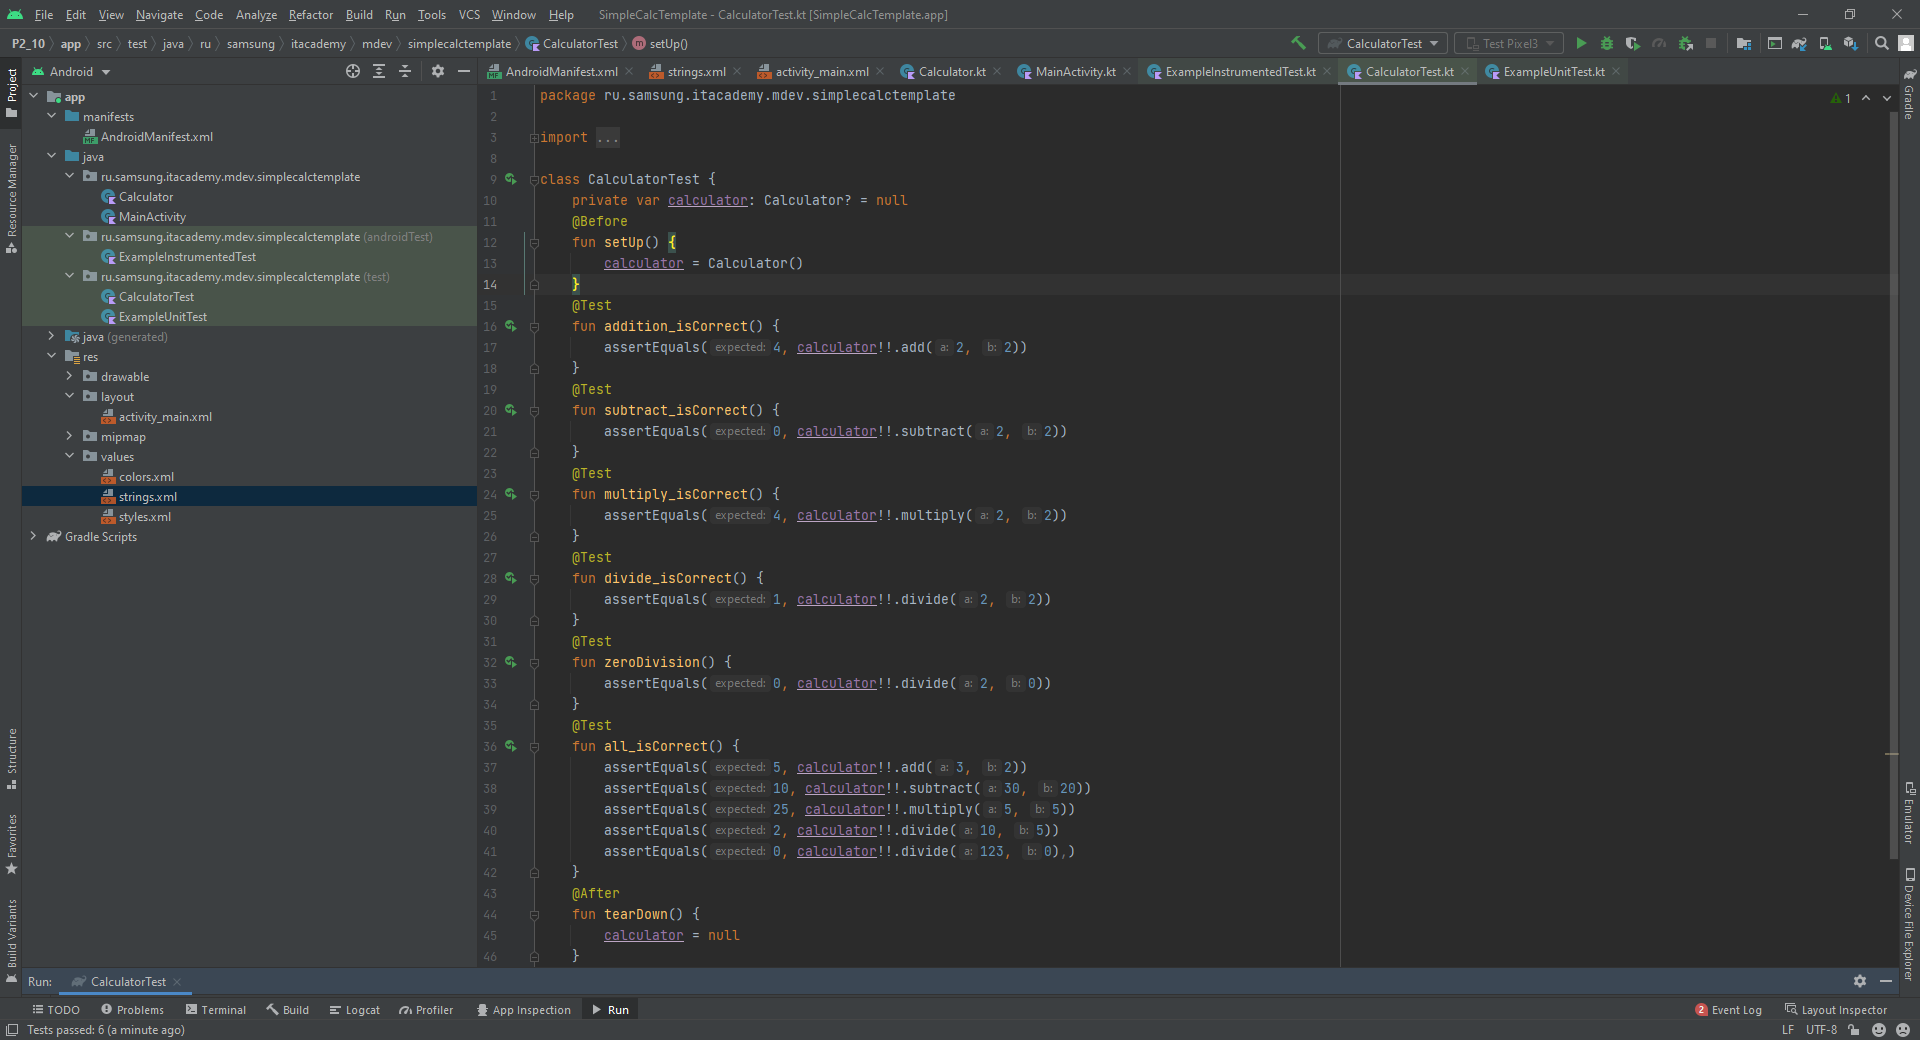 File Edit View Navigate Code Analyze Refactor Build Run Tools VCS Window Help SimpleCalcTemplate - CalculatorTest.kt [SimpleCalcTemplate.app]
P2_10 app src test java ru samsung itacademy mdev simplecalctemplate CalculatorTest setUp() CalculatorTest Test Pixel3
Android
AndroidManifest.xml strings.xml activity_main.xml Calculator.kt MainActivity.kt ExampleInstrumentedTest.kt CalculatorTest.kt ExampleUnitTest.kt
Project
Resource Manager
Structure
Favorites
Build Variants
app
manifests
AndroidManifest.xml
java
ru.samsung.itacademy.mdev.simplecalctemplate
Calculator
MainActivity
ru.samsung.itacademy.mdev.simplecalctemplate (androidTest)
ExampleInstrumentedTest
ru.samsung.itacademy.mdev.simplecalctemplate (test)
CalculatorTest
ExampleUnitTest
java (generated)
res
drawable
layout
activity_main.xml
mipmap
values
colors.xml
strings.xml
styles.xml
Gradle Scripts
1 package ru.samsung.itacademy.mdev.simplecalctemplate
2
3 import ...
8
9 class CalculatorTest {
10 private var calculator: Calculator? = null
11 @Before
12 fun setUp() {
13 calculator = Calculator()
14 }
15 @Test
16 fun addition_isCorrect() {
17 assertEquals( expected: 4, calculator!!.add( a: 2, b: 2))
18 }
19 @Test
20 fun subtract_isCorrect() {
21 assertEquals( expected: 0, calculator!!.subtract( a: 2, b: 2))
22 }
23 @Test
24 fun multiply_isCorrect() {
25 assertEquals( expected: 4, calculator!!.multiply( a: 2, b: 2))
26 }
27 @Test
28 fun divide_isCorrect() {
29 assertEquals( expected: 1, calculator!!.divide( a: 2, b: 2))
30 }
31 @Test
32 fun zeroDivision() {
33 assertEquals( expected: 0, calculator!!.divide( a: 2, b: 0))
34 }
35 @Test
36 fun all_isCorrect() {
37 assertEquals( expected: 5, calculator!!.add( a: 3, b: 2))
38 assertEquals( expected: 10, calculator!!.subtract( a: 30, b: 20))
39 assertEquals( expected: 25, calculator!!.multiply( a: 5, b: 5))
40 assertEquals( expected: 2, calculator!!.divide( a: 10, b: 5))
41 assertEquals( expected: 0, calculator!!.divide( a: 123, b: 0),)
42 }
43 @After
44 fun tearDown() {
45 calculator = null
46 }
1
Gradle
Emulator
Device File Explorer
Run: CalculatorTest
TODO Problems Terminal Build Logcat Profiler App Inspection Run 2 Event Log Layout Inspector
Tests passed: 6 (a minute ago) LF UTF-8